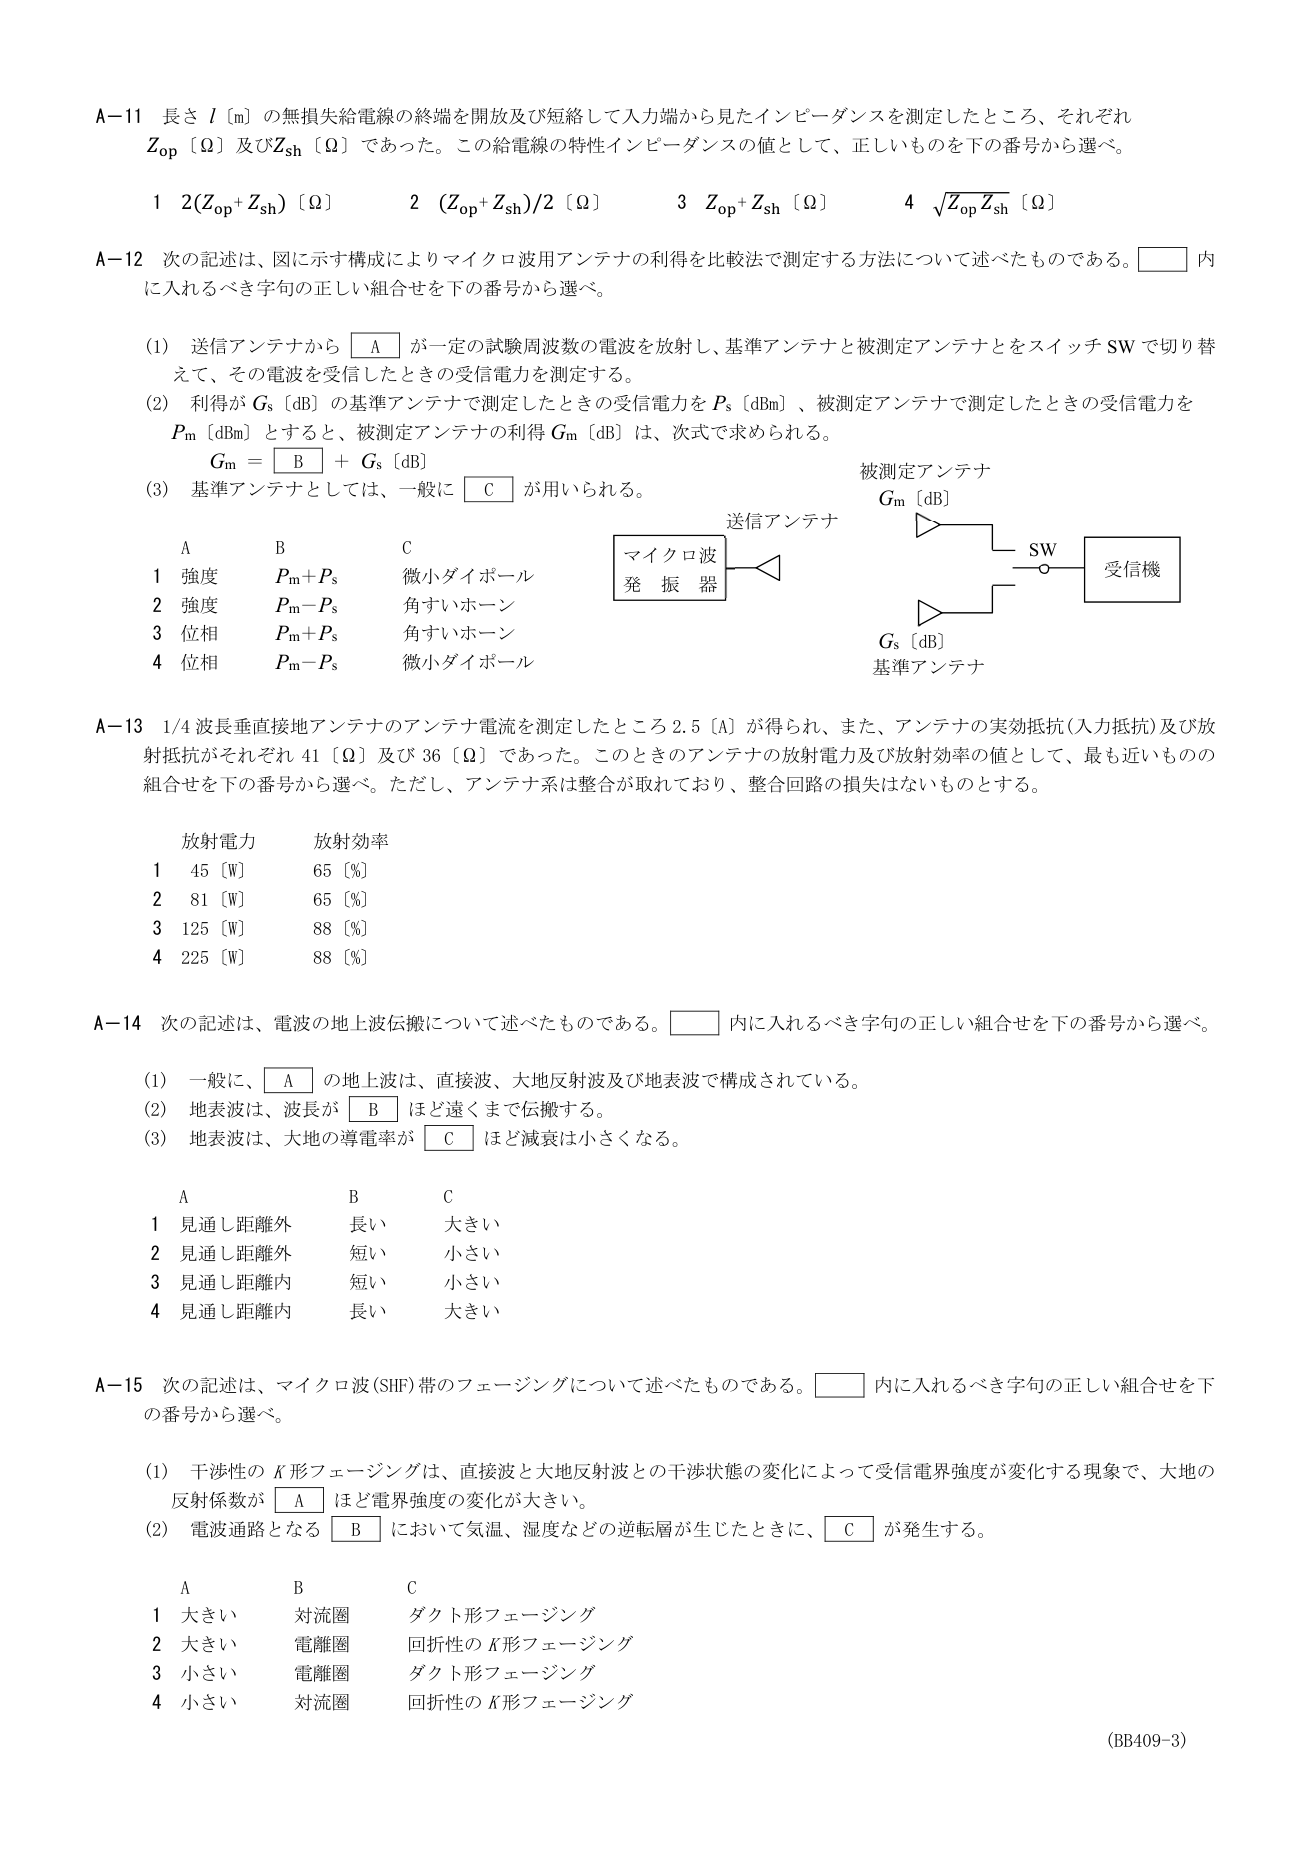 A－11 長さ l〔m〕の無損失給電線の終端を開放及び短絡して入力端から見たインピーダンスを測定したところ、それぞれ
Zop〔Ω〕及びZsh〔Ω〕であった。この給電線の特性インピーダンスの値として、正しいものを下の番号から選べ。
1 2(Zop+Zsh)〔Ω〕 2 (Zop+Zsh)/2〔Ω〕 3 Zop+Zsh〔Ω〕 4 √Zop Zsh〔Ω〕
A－12 次の記述は、図に示す構成によりマイクロ波用アンテナの利得を比較法で測定する方法について述べたものである。 内
に入れるべき字句の正しい組合せを下の番号から選べ。
(1) 送信アンテナから A が一定の試験周波数の電波を放射し、基準アンテナと被測定アンテナとをスイッチ SW で切り替
えて、その電波を受信したときの受信電力を測定する。
(2) 利得が Gs〔dB〕の基準アンテナで測定したときの受信電力を Ps〔dBm〕、被測定アンテナで測定したときの受信電力を
Pm〔dBm〕とすると、被測定アンテナの利得 Gm〔dB〕は、次式で求められる。
Gm ＝ B ＋ Gs〔dB〕
(3) 基準アンテナとしては、一般に C が用いられる。
A B C
1 強度 Pm＋Ps 微小ダイポール
2 強度 Pm－Ps 角すいホーン
3 位相 Pm＋Ps 角すいホーン
4 位相 Pm－Ps 微小ダイポール
送信アンテナ
マイクロ波
発 振 器
被測定アンテナ
Gm〔dB〕
SW
受信機
Gs〔dB〕
基準アンテナ
A－13 1/4 波長垂直接地アンテナのアンテナ電流を測定したところ 2.5〔A〕が得られ、また、アンテナの実効抵抗(入力抵抗)及び放
射抵抗がそれぞれ 41〔Ω〕及び 36〔Ω〕であった。このときのアンテナの放射電力及び放射効率の値として、最も近いものの
組合せを下の番号から選べ。ただし、アンテナ系は整合が取れており、整合回路の損失はないものとする。
放射電力 放射効率
1 45〔W〕 65〔%〕
2 81〔W〕 65〔%〕
3 125〔W〕 88〔%〕
4 225〔W〕 88〔%〕
A－14 次の記述は、電波の地上波伝搬について述べたものである。 内に入れるべき字句の正しい組合せを下の番号から選べ。
(1) 一般に、 A の地上波は、直接波、大地反射波及び地表波で構成されている。
(2) 地表波は、波長が B ほど遠くまで伝搬する。
(3) 地表波は、大地の導電率が C ほど減衰は小さくなる。
A B C
1 見通し距離外 長い 大きい
2 見通し距離外 短い 小さい
3 見通し距離内 短い 小さい
4 見通し距離内 長い 大きい
A－15 次の記述は、マイクロ波(SHF)帯のフェージングについて述べたものである。 内に入れるべき字句の正しい組合せを下
の番号から選べ。
(1) 干渉性の K 形フェージングは、直接波と大地反射波との干渉状態の変化によって受信電界強度が変化する現象で、大地の
反射係数が A ほど電界強度の変化が大きい。
(2) 電波通路となる B において気温、湿度などの逆転層が生じたときに、 C が発生する。
A B C
1 大きい 対流圏 ダクト形フェージング
2 大きい 電離圏 回折性の K形フェージング
3 小さい 電離圏 ダクト形フェージング
4 小さい 対流圏 回折性の K形フェージング
(BB409-3)